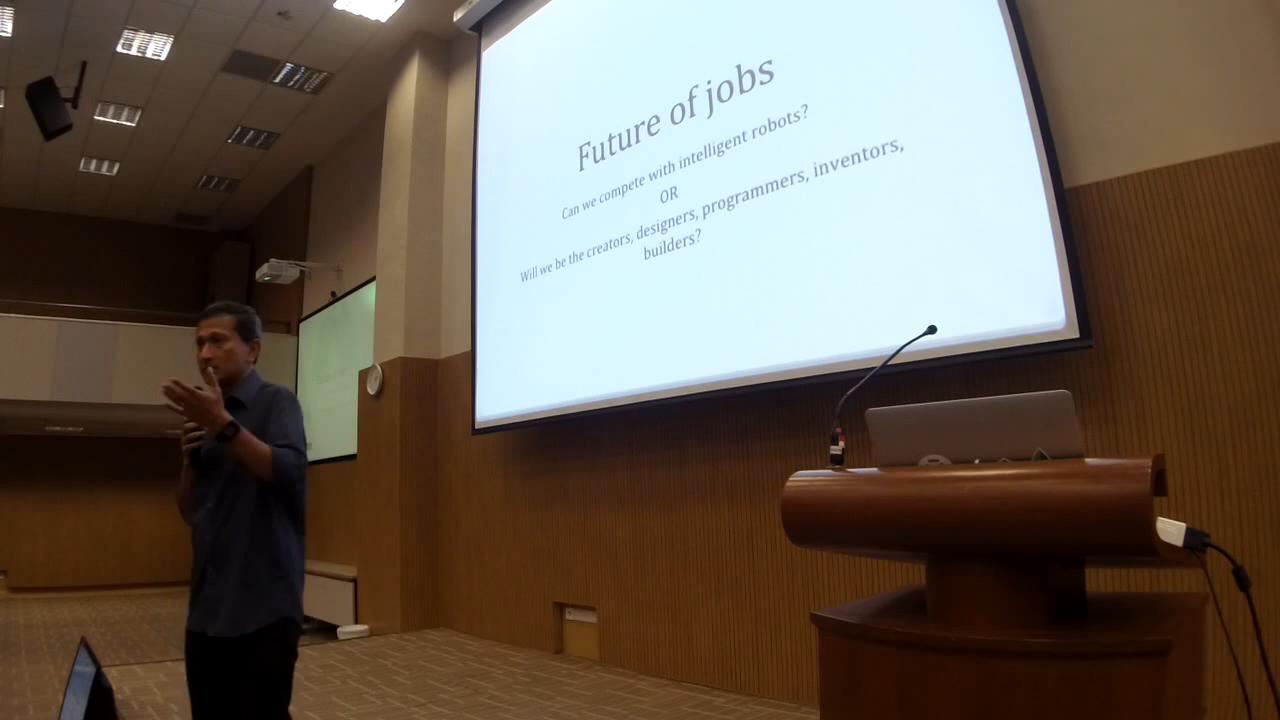 Future of jobs
Can we compete with intelligent robots?
OR
Will we be the creators, designers, programmers, inventors,
builders?